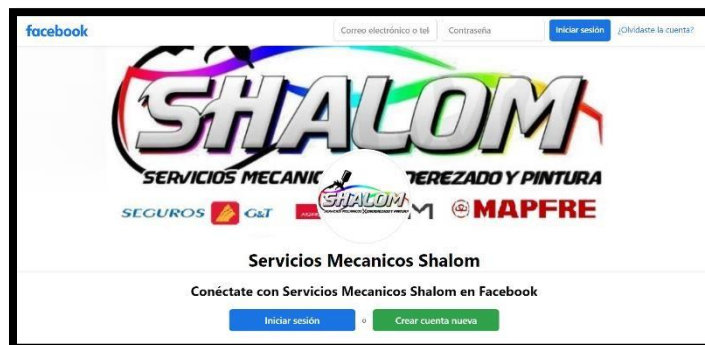 facebook
Correo electrónico o tel
Contraseña
Iniciar sesión
¿Olvidaste la cuenta?
SHALOM
SERVICIOS MECANIC
DEREZADO Y PINTURA
SEGUROS G&T
M
MAPFRE
SHALOM
Servicios Mecanicos Shalom
Conéctate con Servicios Mecanicos Shalom en Facebook
Iniciar sesión
o
Crear cuenta nueva